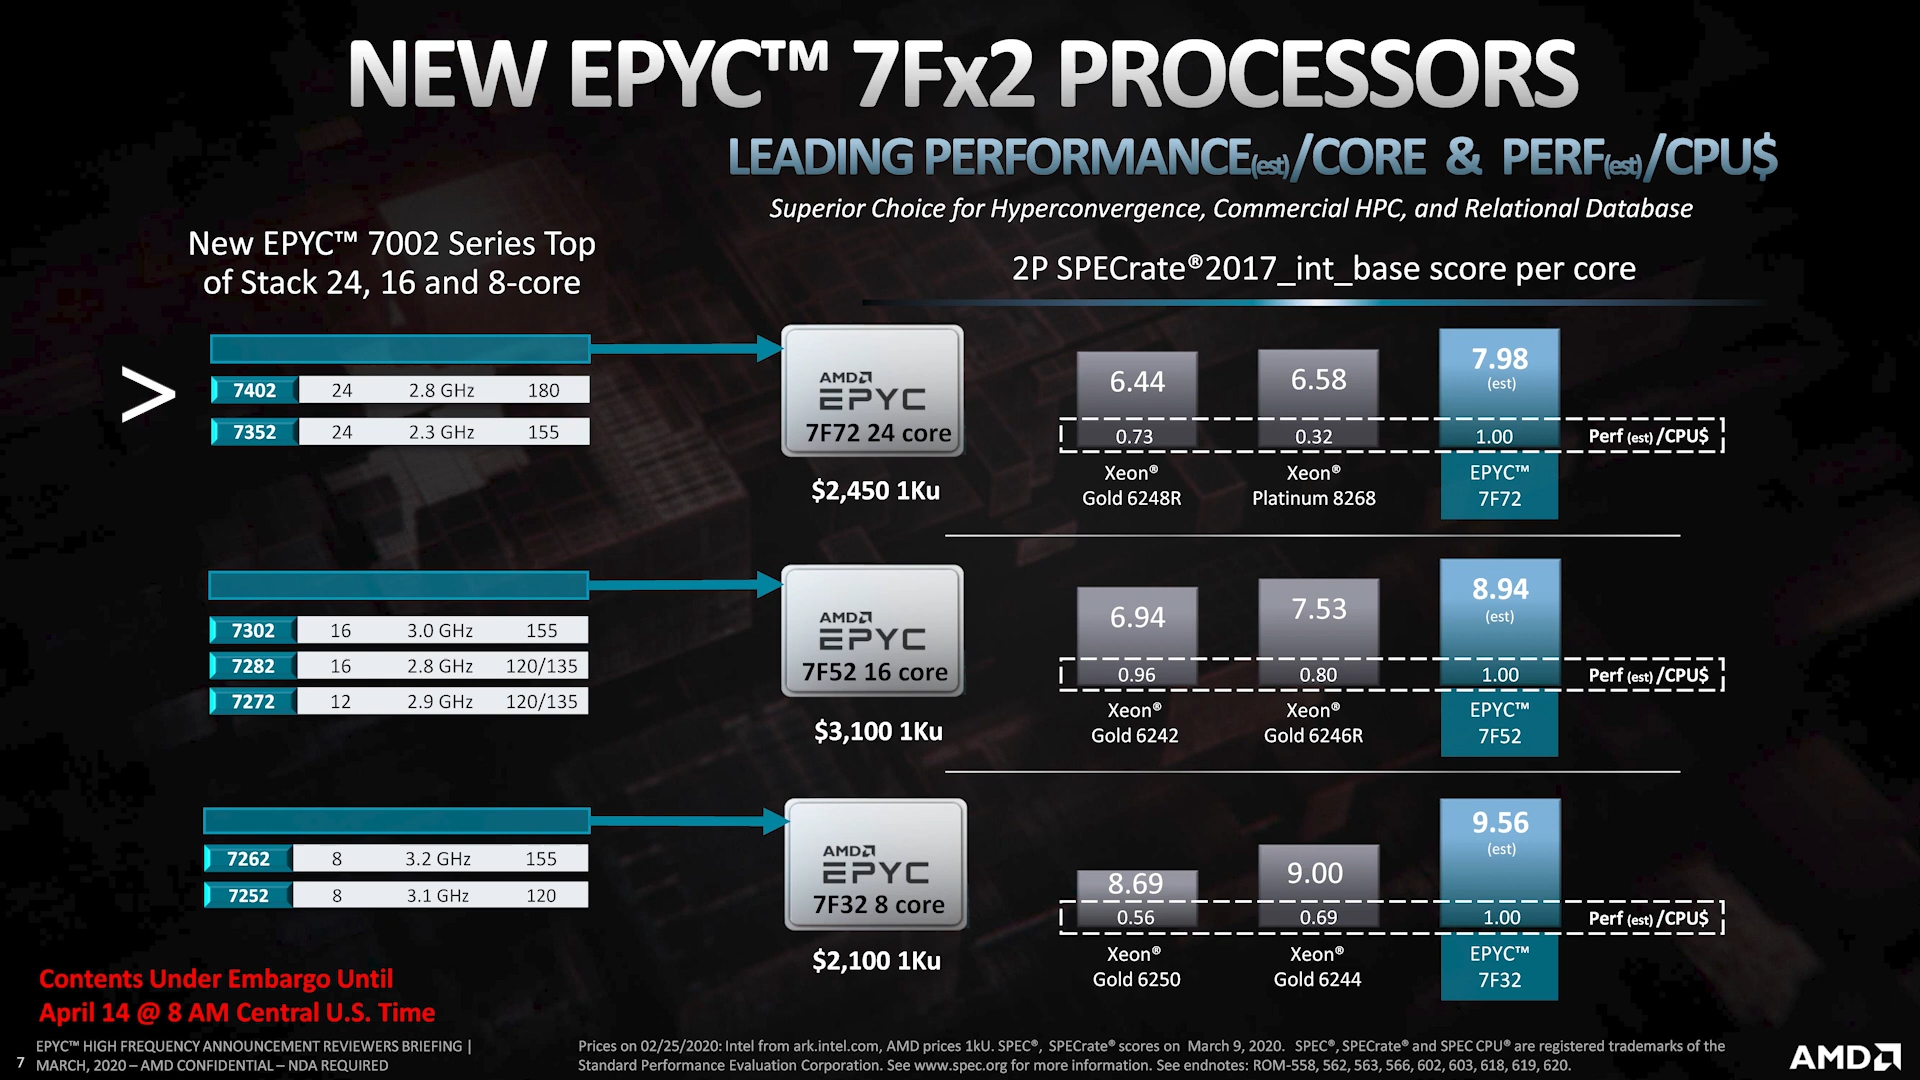 NEW EPYC™ 7Fx2 PROCESSORS
LEADING PERFORMANCE(est)/CORE & PERF(est)/CPU$
Superior Choice for Hyperconvergence, Commercial HPC, and Relational Database
New EPYC™ 7002 Series Top
of Stack 24, 16 and 8-core
2P SPECrate®2017_int_base score per core
>
7402 24 2.8 GHz 180
7352 24 2.3 GHz 155
AMD
EPYC
7F72 24 core
$2,450 1Ku
6.44 6.58 7.98
(est)
0.73 0.32 1.00 Perf (est) /CPU$
Xeon® Xeon® EPYC™
Gold 6248R Platinum 8268 7F72
7302 16 3.0 GHz 155
7282 16 2.8 GHz 120/135
7272 12 2.9 GHz 120/135
AMD
EPYC
7F52 16 core
$3,100 1Ku
6.94 7.53 8.94
(est)
0.96 0.80 1.00 Perf (est) /CPU$
Xeon® Xeon® EPYC™
Gold 6242 Gold 6246R 7F52
7262 8 3.2 GHz 155
7252 8 3.1 GHz 120
AMD
EPYC
7F32 8 core
$2,100 1Ku
8.69 9.00 9.56
(est)
0.56 0.69 1.00 Perf (est) /CPU$
Xeon® Xeon® EPYC™
Gold 6250 Gold 6244 7F32
Contents Under Embargo Until
April 14 @ 8 AM Central U.S. Time
EPYC™ HIGH FREQUENCY ANNOUNCEMENT REVIEWERS BRIEFING |
7 MARCH, 2020 – AMD CONFIDENTIAL – NDA REQUIRED
Prices on 02/25/2020: Intel from ark.intel.com, AMD prices 1kU. SPEC®, SPECrate® scores on March 9, 2020. SPEC®, SPECrate® and SPEC CPU® are registered trademarks of the
Standard Performance Evaluation Corporation. See www.spec.org for more information. See endnotes: ROM-558, 562, 563, 566, 602, 603, 618, 619, 620.
AMD